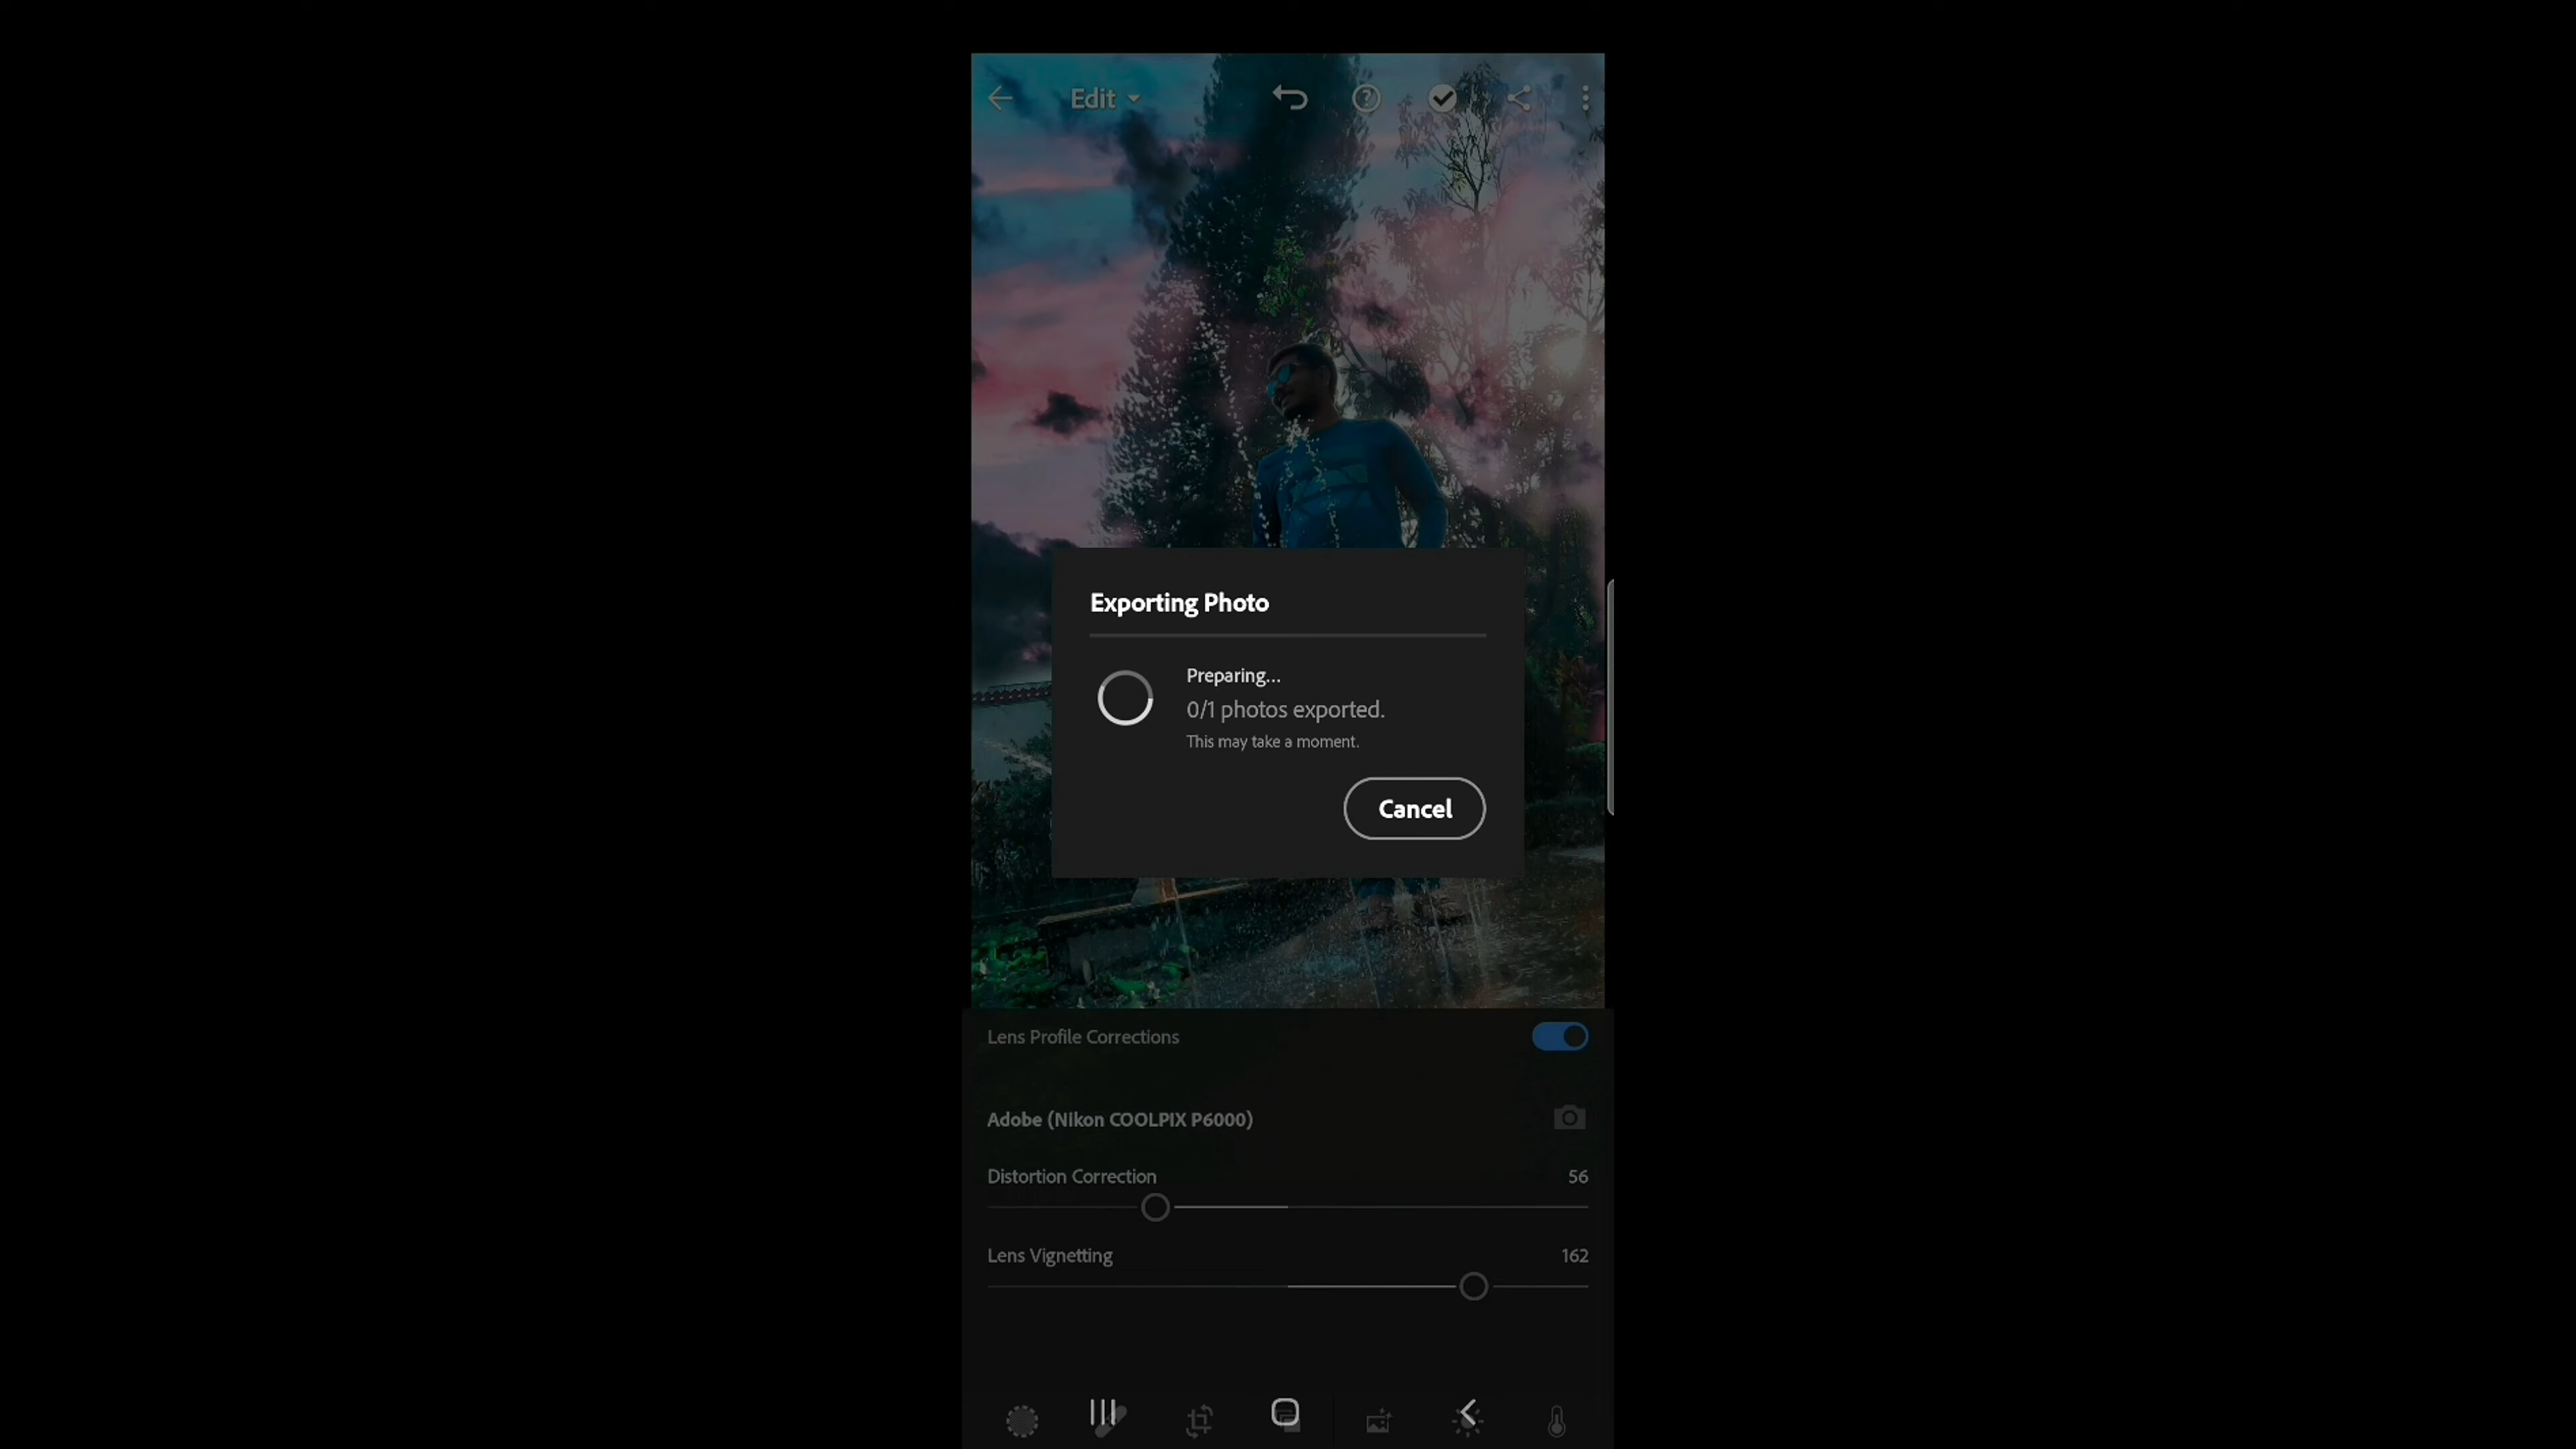 Edit
Exporting Photo
Preparing...
0/1 photos exported.
This may take a moment.
Cancel
Lens Profile Corrections
Adobe (Nikon COOLPIX P6000)
Distortion Correction 56
Lens Vignetting 162